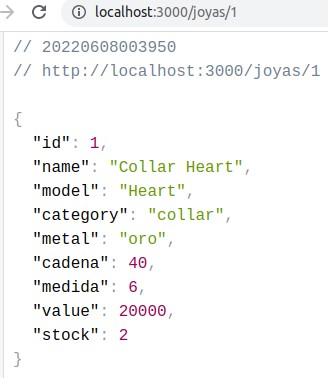 localhost:3000/joyas/1
// 20220608003950
// http://localhost:3000/joyas/1
{
"id": 1,
"name": "Collar Heart",
"model": "Heart",
"category": "collar",
"metal": "oro",
"cadena": 40,
"medida": 6,
"value": 20000,
"stock": 2
}